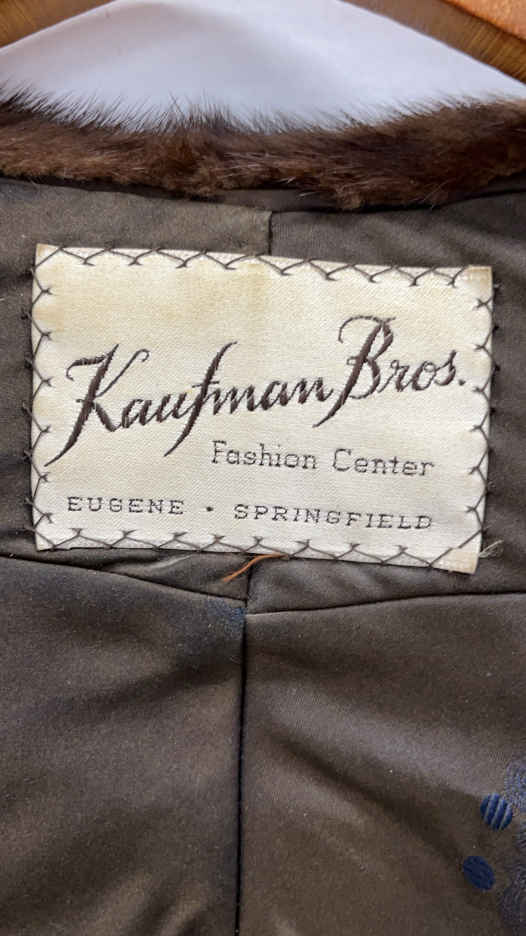 Kaufman Bros.
Fashion Center
EUGENE · SPRINGFIELD